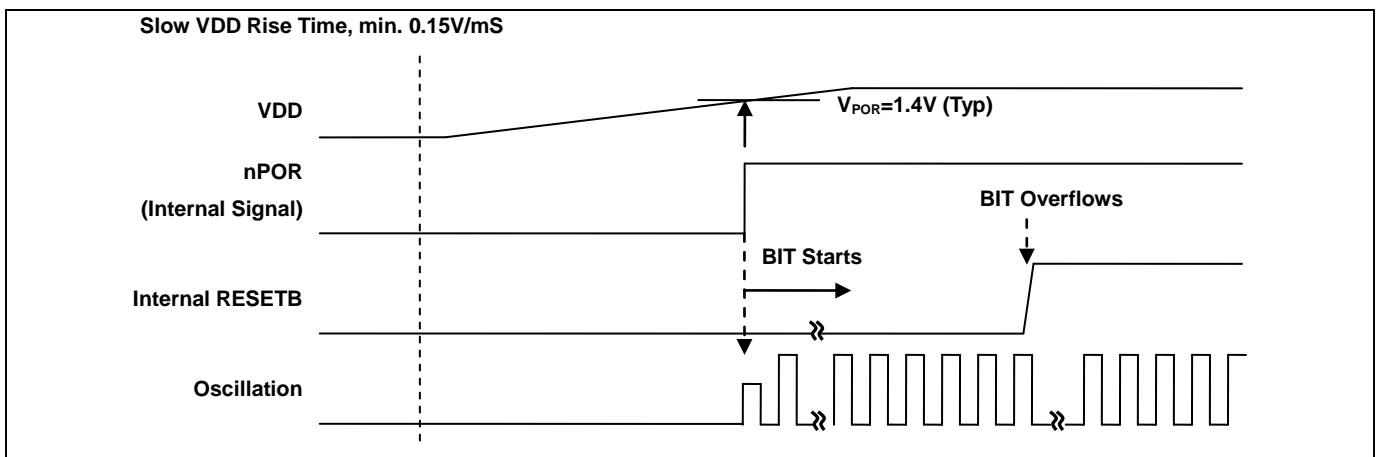 Slow VDD Rise Time, min. 0.15V/mS
VDD
VPOR=1.4V (Typ)
nPOR
(Internal Signal)
BIT Overflows
BIT Starts
Internal RESETB
Oscillation